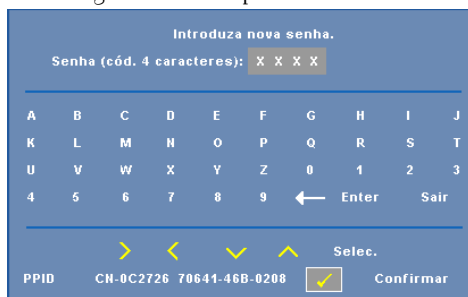 Introduza nova senha.
Senha (cód. 4 caracteres): X X X X
A B C D E F G H I J
K L M N O P Q R S T
U V W X Y Z 0 1 2 3
4 5 6 7 8 9 Enter Sair
Selec.
PPID CN-0C2726 70641-46B-0208 Confirmar